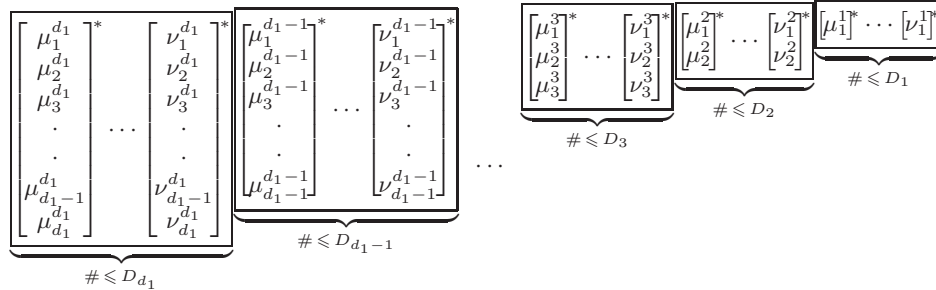 μ_1^{d_1} * ν_1^{d_1} *
μ_2^{d_1} ν_2^{d_1}
μ_3^{d_1} ν_3^{d_1}
. ··· .
. .
μ_{d_1−1}^{d_1} ν_{d_1−1}^{d_1}
μ_{d_1}^{d_1} ν_{d_1}^{d_1}
# ⩽ D_{d_1}
μ_1^{d_1−1} * ν_1^{d_1−1} *
μ_2^{d_1−1} ν_2^{d_1−1}
μ_3^{d_1−1} ··· ν_3^{d_1−1}
. .
. .
μ_{d_1−1}^{d_1−1} ν_{d_1−1}^{d_1−1}
# ⩽ D_{d_1−1}
···
μ_1^3 * ν_1^3 *
μ_2^3 ··· ν_2^3
μ_3^3 ν_3^3
# ⩽ D_3
μ_1^2 * ν_1^2 *
μ_2^2 ··· ν_2^2
# ⩽ D_2
[μ_1^1]* ··· [ν_1^1]*
# ⩽ D_1